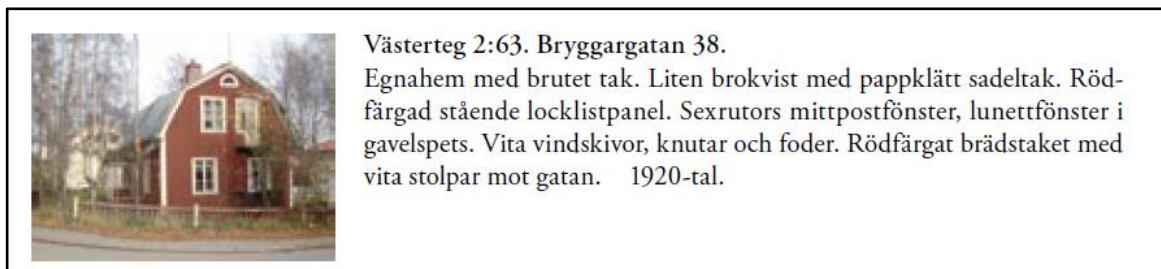 Västerteg 2:63. Bryggargatan 38.
Egnahem med brutet tak. Liten brokvist med pappklätt sadeltak. Röd-
färgad stående locklistpanel. Sexrutors mittpostfönster, lunettfönster i
gavelspets. Vita vindskivor, knutar och foder. Rödfärgat brädstaket med
vita stolpar mot gatan. 1920-tal.